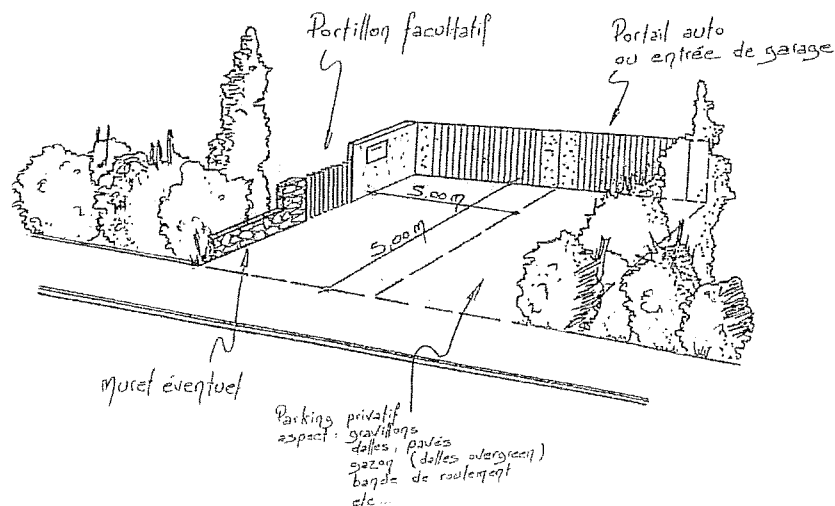 Portillon facultatif
Portail auto
ou entrée de garage
5.00M
5.00M
Muret éventuel
Parking privatif
aspect: gravillons
dalles, pavés
gazon (dalles evergreen)
bande de roulement
etc...